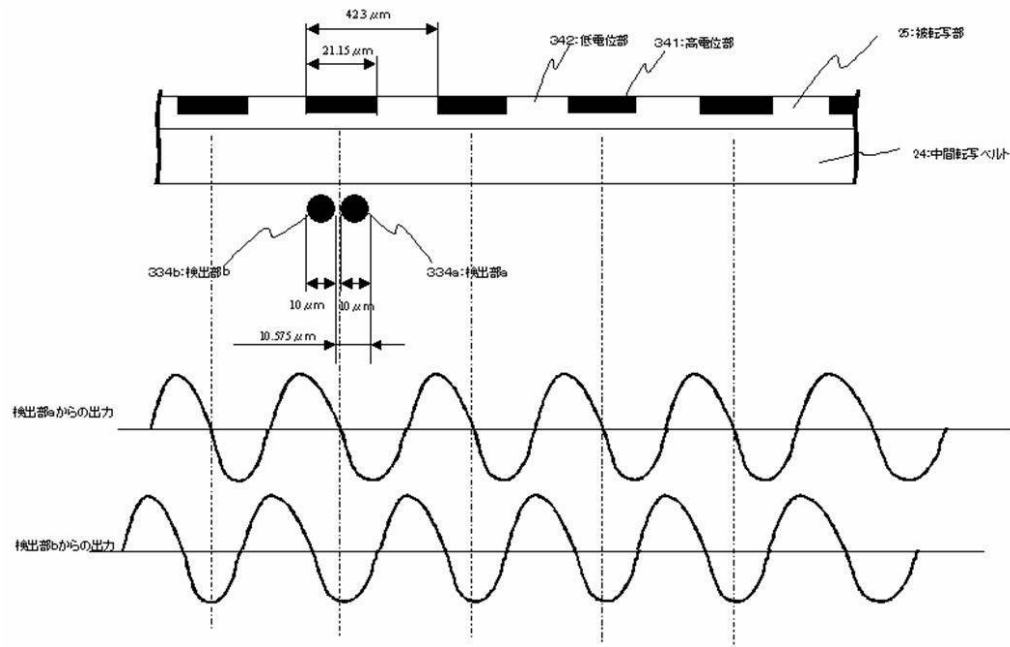 42.3 μm
21.15 μm
342:低電位部
341:高電位部
25:被転写部
24:中間転写ベルト
334b:検出部b
334a:検出部a
10 μm
10 μm
10.575 μm
検出部aからの出力
検出部bからの出力